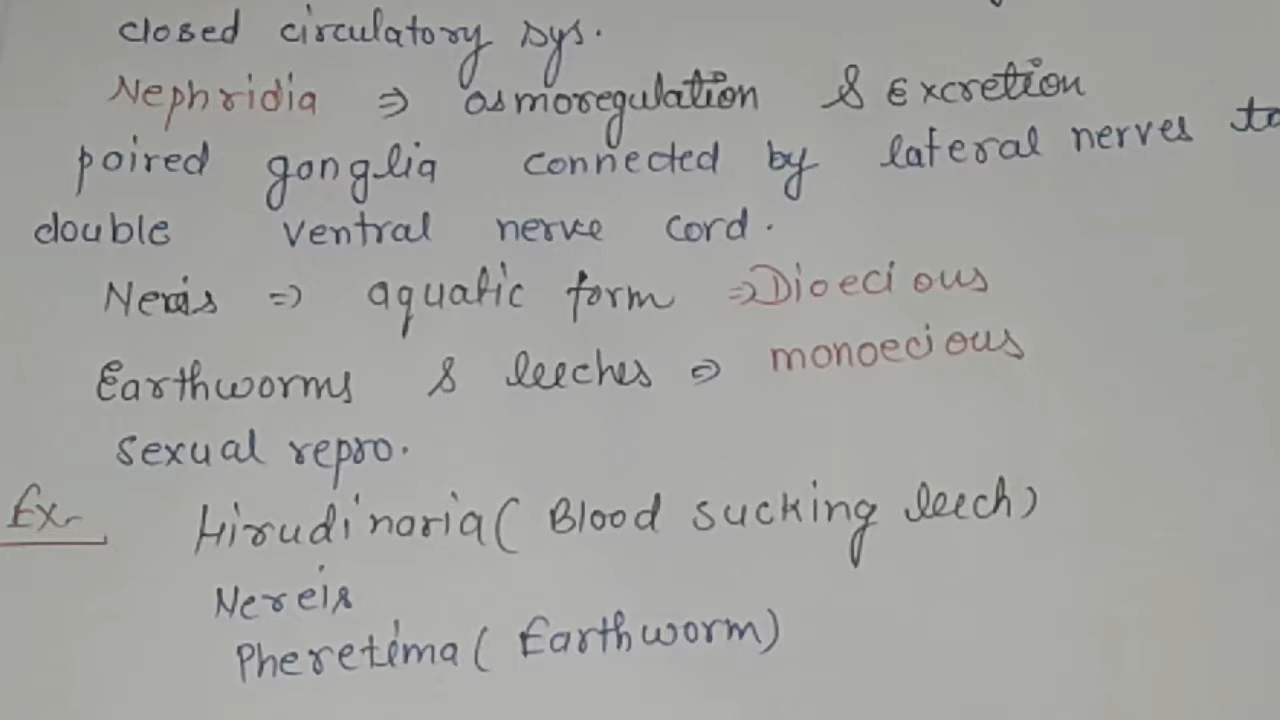 closed circulatory sys.
Nephridia ⇒ osmoregulation & Excretion
paired ganglia connected by lateral nerves to
double ventral nerve cord.
Nereis ⇒ aquatic form ⇒ Dioecious
Earthworms & leeches ⇒ monoecious
sexual repro.
Ex- Hirudinaria ( Blood sucking leech)
Nereis
Pheretima ( Earthworm)